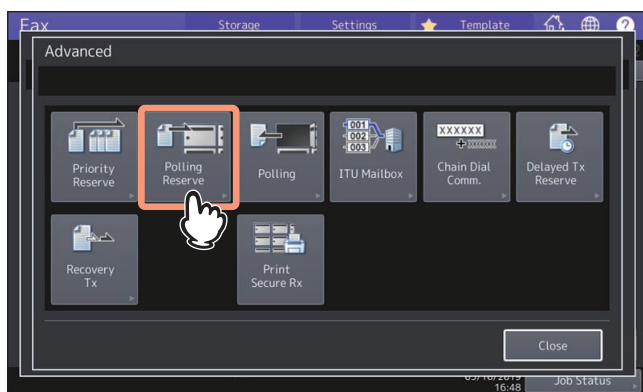 Fax
Storage
Settings
Template
?
Advanced
Priority
Reserve
Polling
Reserve
Polling
001
002
003
ITU Mailbox
XXXXXX
+XXXXXXX
Chain Dial
Comm.
Delayed Tx
Reserve
Recovery
Tx
Print
Secure Rx
Close
16:48
Job Status